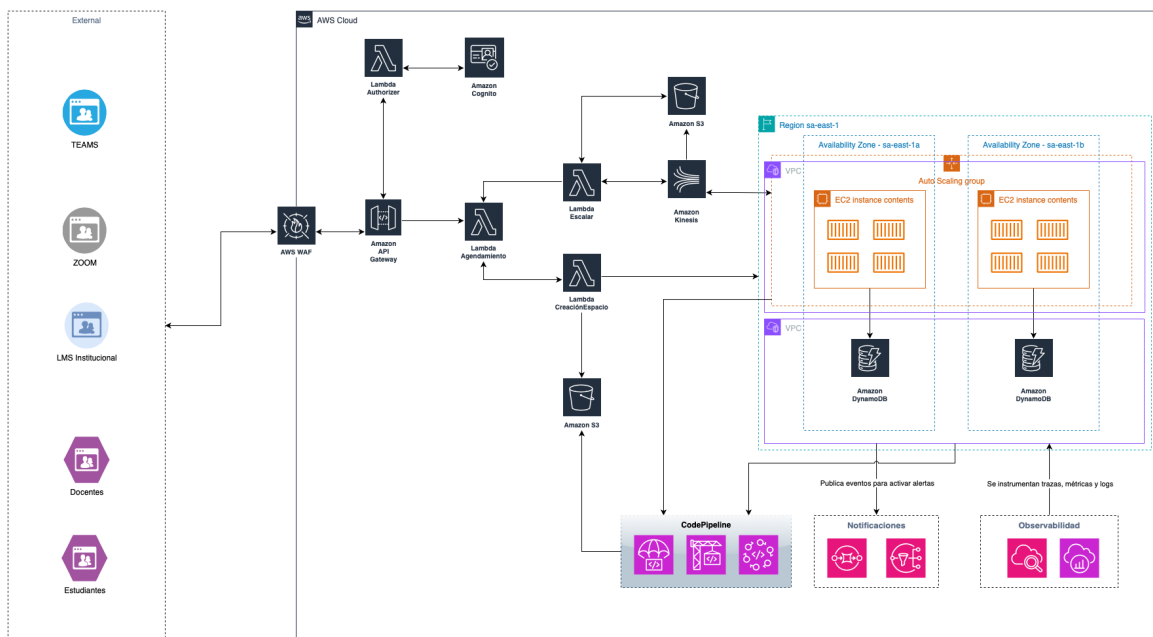 External
TEAMS
ZOOM
LMS Institucional
Docentes
Estudiantes
aws
AWS Cloud
AWS WAF
Lambda
Authorizer
Amazon
Cognito
Amazon
API
Gateway
Lambda
Agendamiento
Lambda
Escalar
Amazon S3
Amazon
Kinesis
Lambda
CreaciónEspacio
Amazon S3
Region sa-east-1
Availability Zone - sa-east-1a
Availability Zone - sa-east-1b
VPC
Auto Scaling group
EC2 instance contents
EC2 instance contents
VPC
Amazon
DynamoDB
Amazon
DynamoDB
Publica eventos para activar alertas
Se instrumentan trazas, métricas y logs
CodePipeline
Notificaciones
Observabilidad